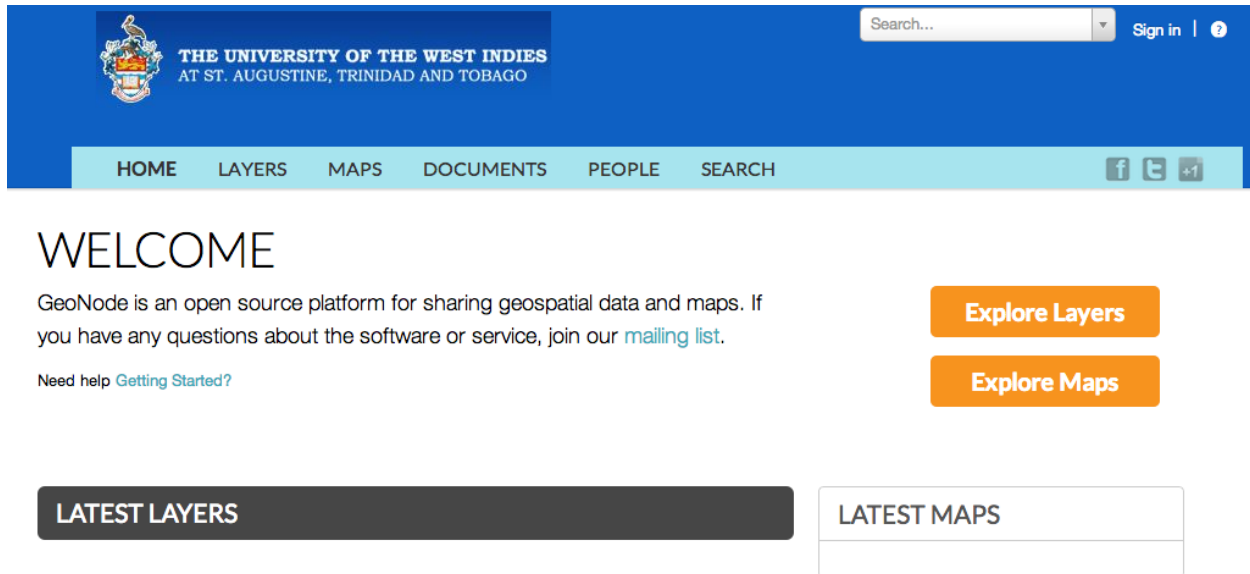 Search...
Sign in | ?
THE UNIVERSITY OF THE WEST INDIES
AT ST. AUGUSTINE, TRINIDAD AND TOBAGO
HOME LAYERS MAPS DOCUMENTS PEOPLE SEARCH
f t +1
WELCOME
GeoNode is an open source platform for sharing geospatial data and maps. If
you have any questions about the software or service, join our mailing list.
Need help Getting Started?
Explore Layers
Explore Maps
LATEST LAYERS
LATEST MAPS